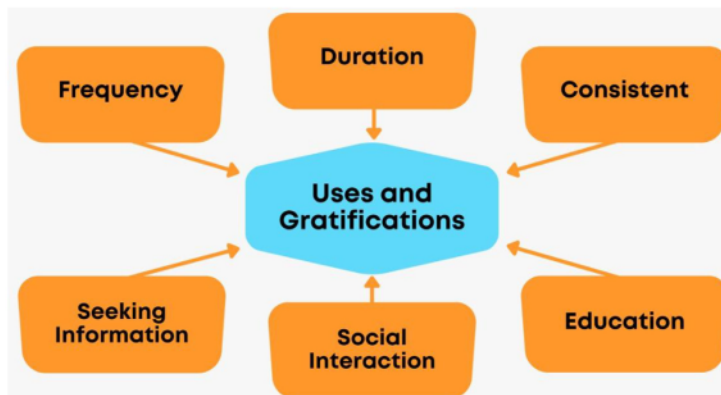 Duration
Frequency
Consistent
Uses and
Gratifications
Seeking
Information
Social
Interaction
Education